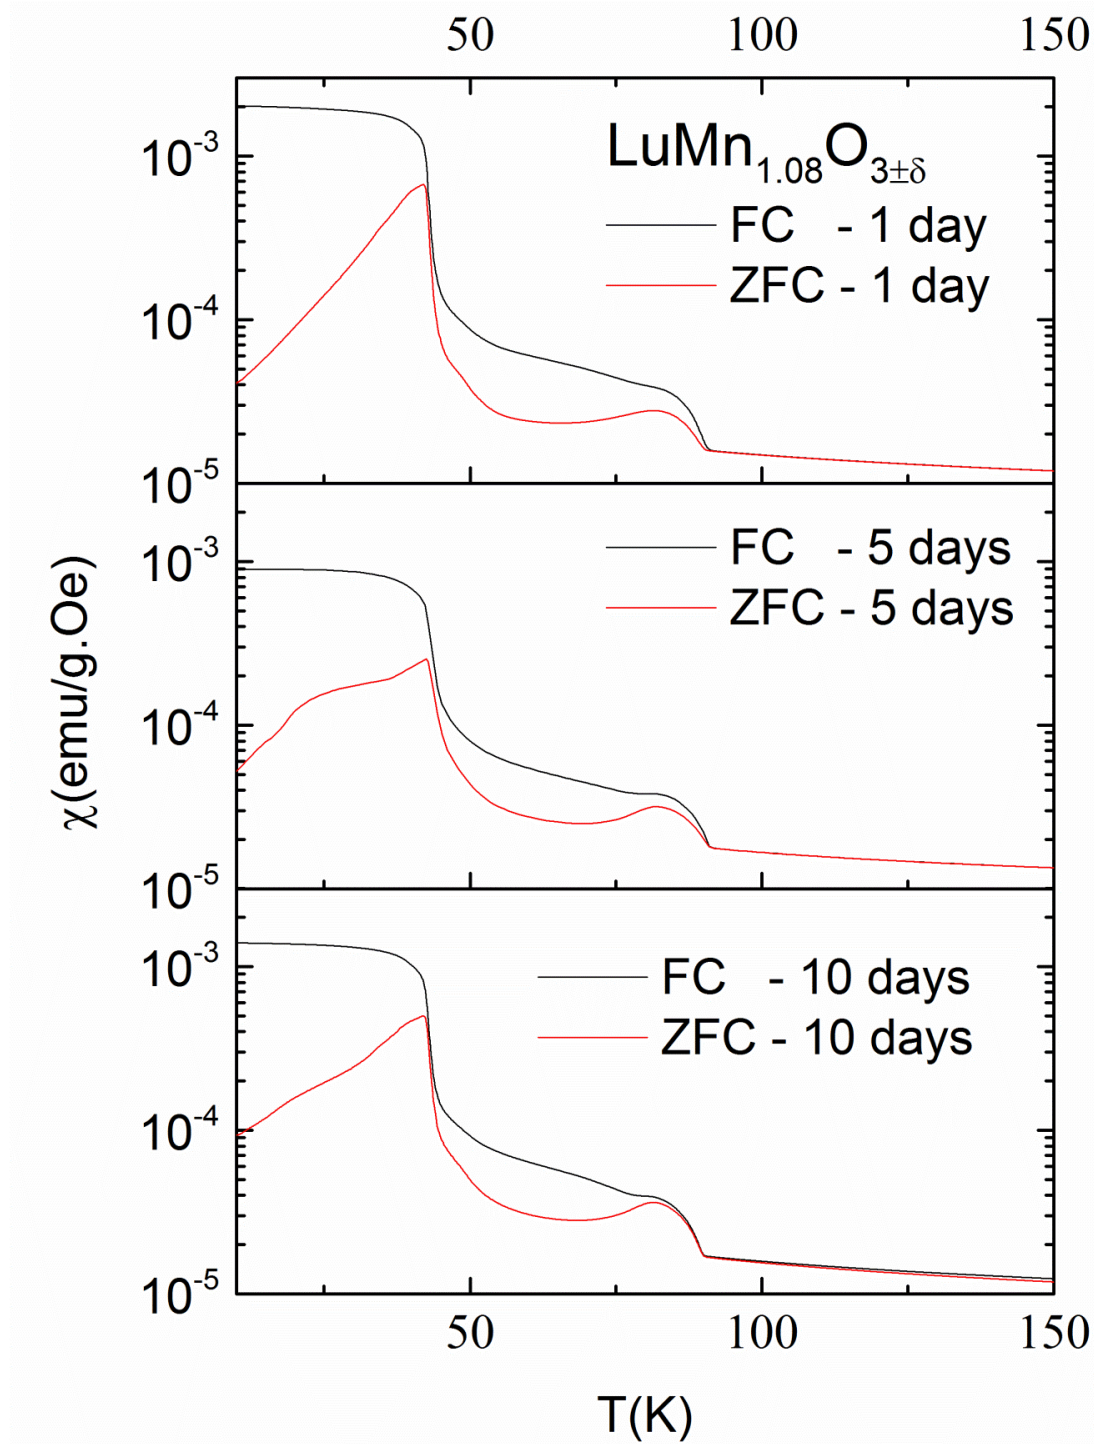 50 100 150
LuMn1.08O3±δ
10-3
FC - 1 day
ZFC - 1 day
10-4
10-5
FC - 5 days
10-3
ZFC - 5 days
χ(emu/g.Oe)
10-4
10-5
10-3
FC - 10 days
ZFC - 10 days
10-4
10-5
50 100 150
T(K)